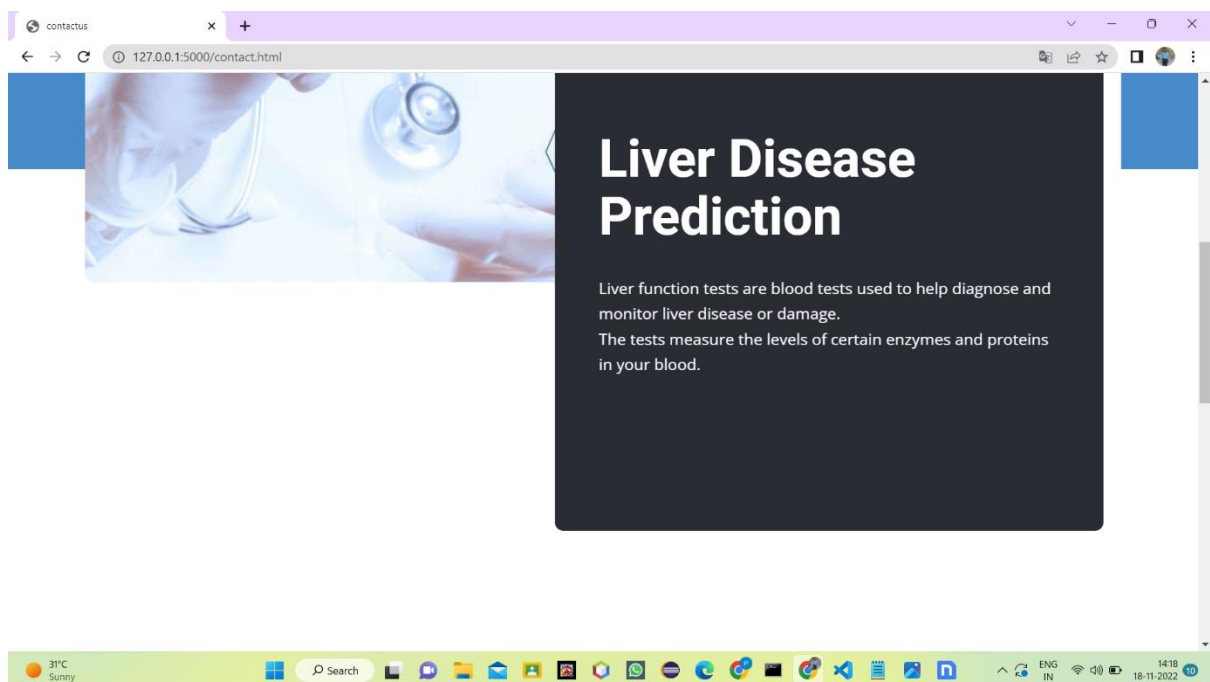 contactus
127.0.0.1:5000/contact.html
Liver Disease
Prediction
Liver function tests are blood tests used to help diagnose and
monitor liver disease or damage.
The tests measure the levels of certain enzymes and proteins
in your blood.
31°C
Sunny
Search
ENG
IN
14:18
18-11-2022
10